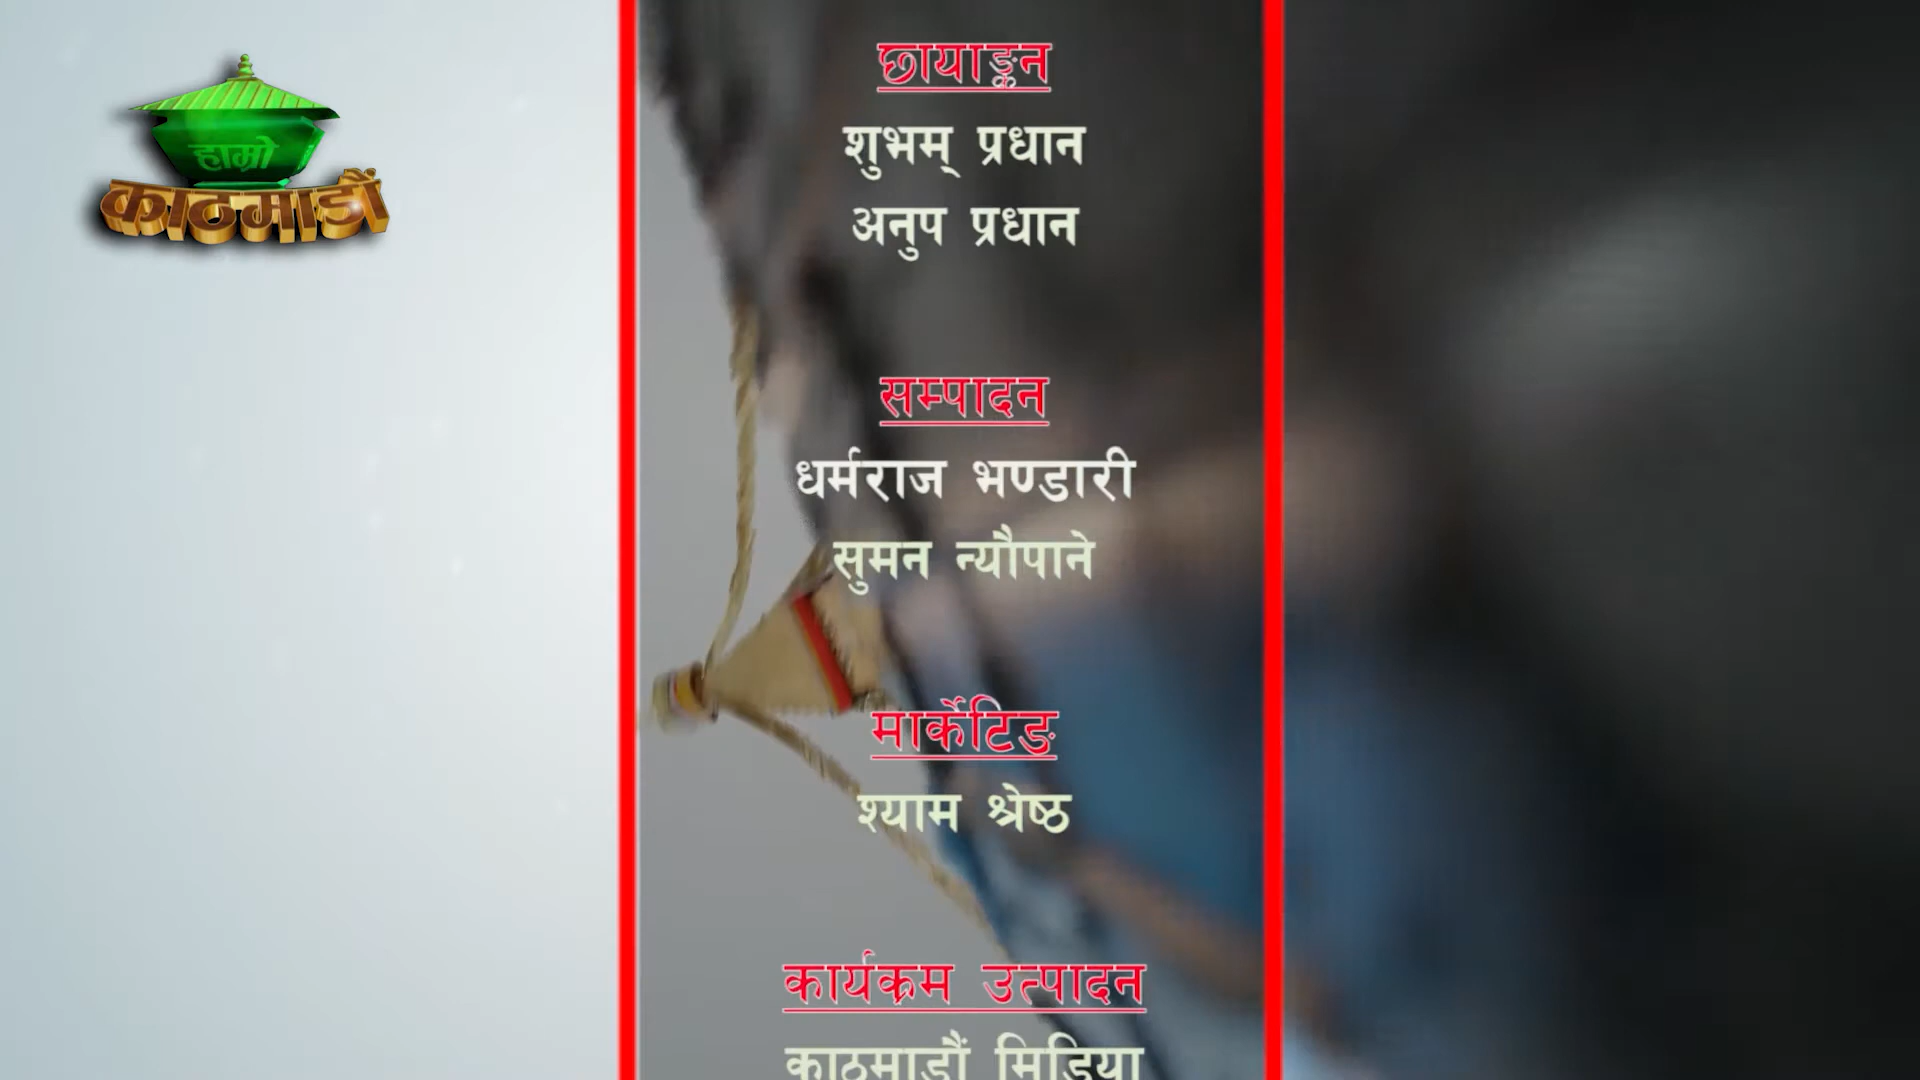 हाम्रो
काठमाडौं
छायाङ्कन
शुभम् प्रधान
अनुप प्रधान
सम्पादन
धर्मराज भण्डारी
सुमन न्यौपाने
मार्केटिङ
श्याम श्रेष्ठ
कार्यक्रम उत्पादन
काठमाडौं मिडिया